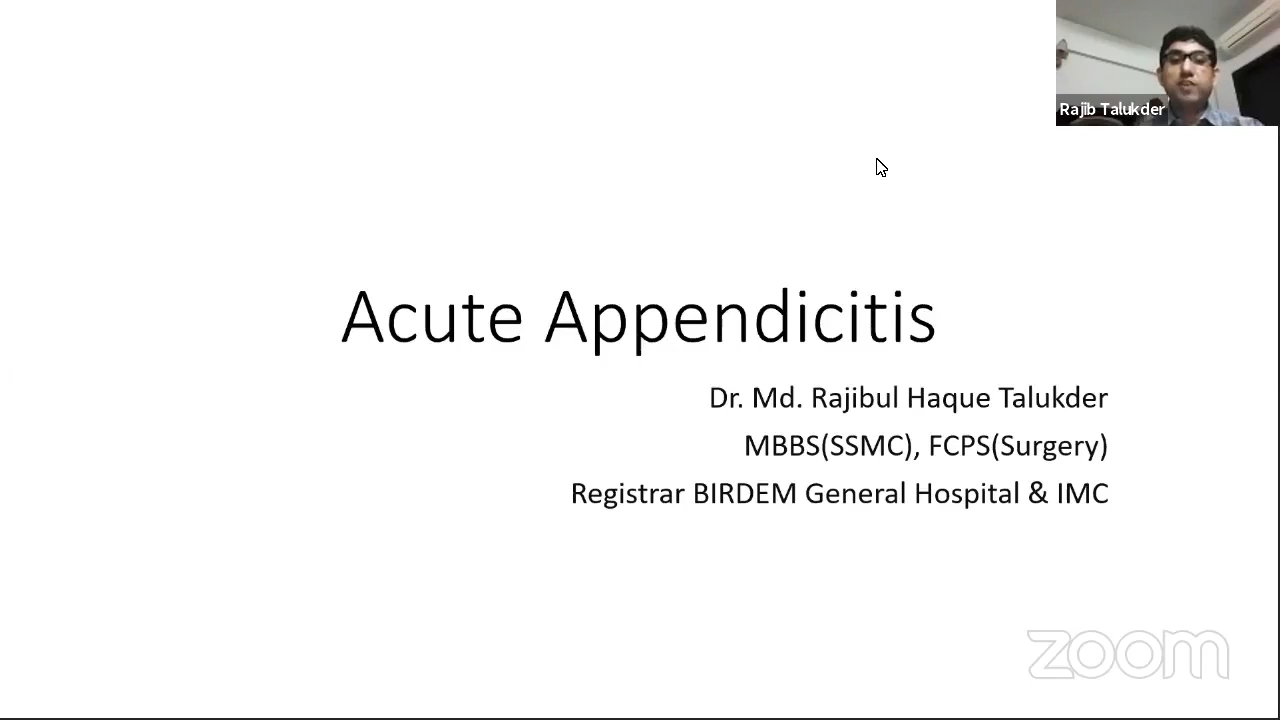 Rajib Talukder
Acute Appendicitis
Dr. Md. Rajibul Haque Talukder
MBBS(SSMC), FCPS(Surgery)
Registrar BIRDEM General Hospital & IMC
zoom